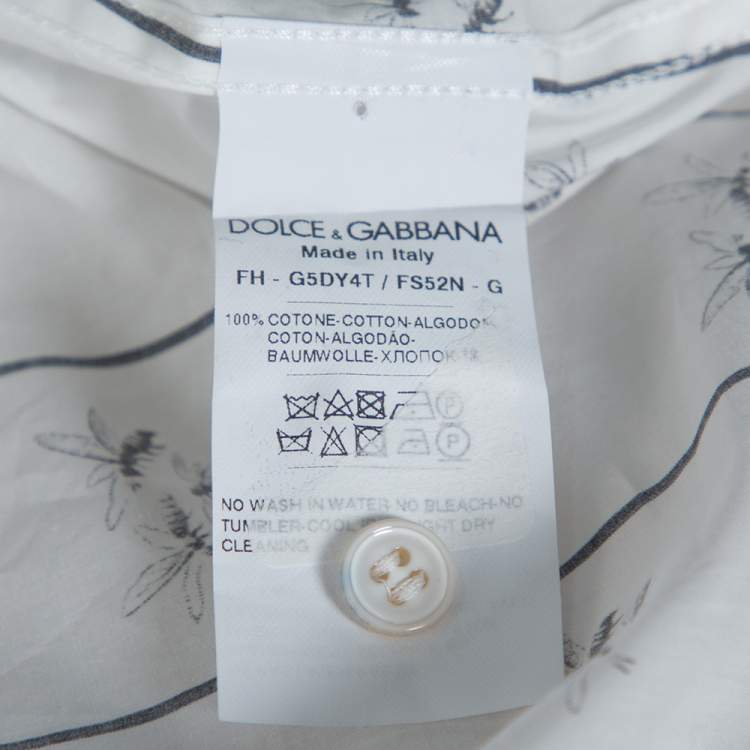 DOLCE & GABBANA
Made in Italy
FH - G5DY4T / FS52N - G
100% COTONE-COTTON-ALGODON
COTON-ALGODÃO-
BAUMWOLLE-ХЛОПОК-
NO WASH IN WATER NO BLEACH-NO
TUMBLER-COOL DRY
CLEANING